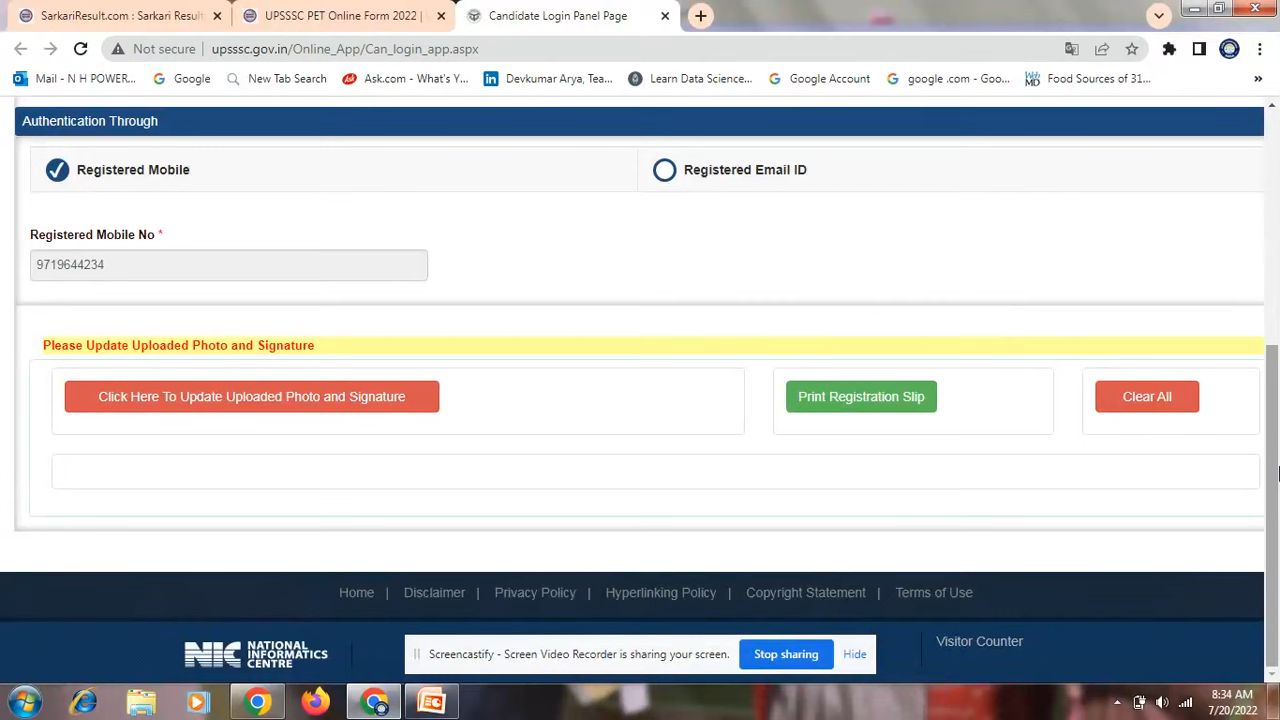 SarkariResult.com : Sarkari Result
UPSSSC PET Online Form 2022 |
Candidate Login Panel Page
Not secure
upsssc.gov.in/Online_App/Can_login_app.aspx
Mail - N H POWER...
Google
New Tab Search
Ask.com - What's Y...
Devkumar Arya, Tea...
Learn Data Science...
Google Account
google .com - Goo...
Food Sources of 31...
»
Authentication Through
Registered Mobile
Registered Email ID
Registered Mobile No *
9719644234
Please Update Uploaded Photo and Signature
Click Here To Update Uploaded Photo and Signature
Print Registration Slip
Clear All
Home | Disclaimer | Privacy Policy | Hyperlinking Policy | Copyright Statement | Terms of Use
NIC NATIONAL
INFORMATICS
CENTRE
Screencastify - Screen Video Recorder is sharing your screen.
Stop sharing
Hide
Visitor Counter
8:34 AM
7/20/2022